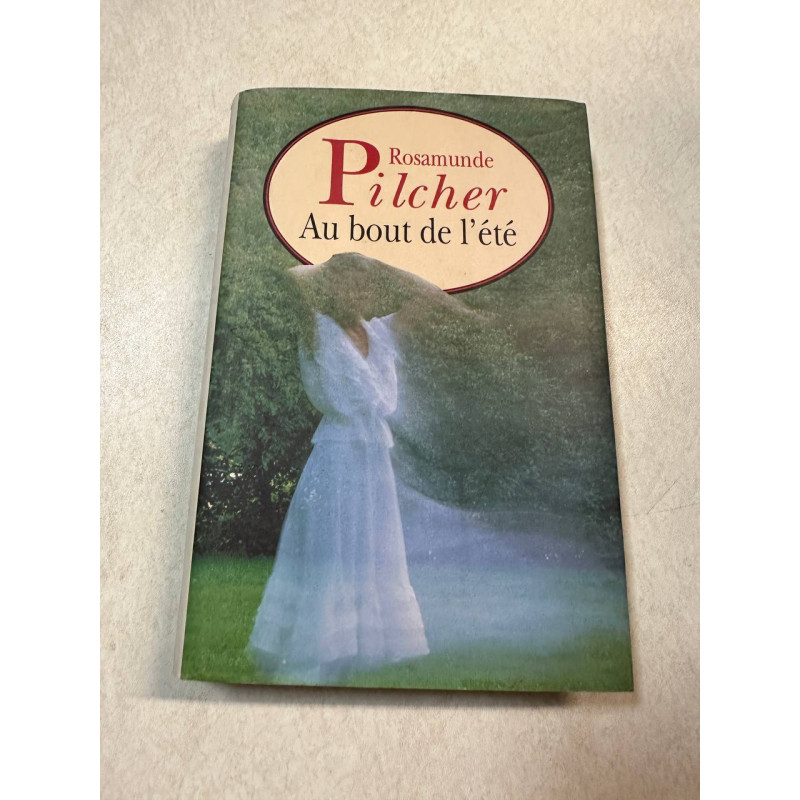 Rosamunde
Pilcher
Au bout de l'été